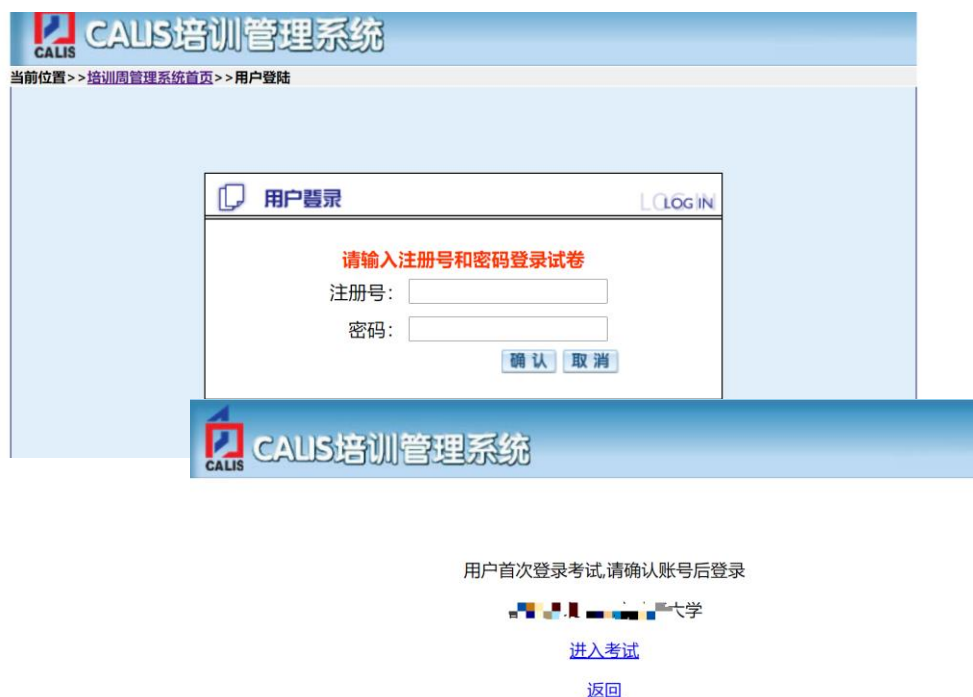 CALIS CALIS培训管理系统
当前位置>>培训周管理系统首页>>用户登陆
用户登录 LOG IN LOG IN
请输入注册号和密码登录试卷
注册号:
密码:
确 认 取 消
CALIS CALIS培训管理系统
用户首次登录考试,请确认账号后登录
大学
进入考试
返回